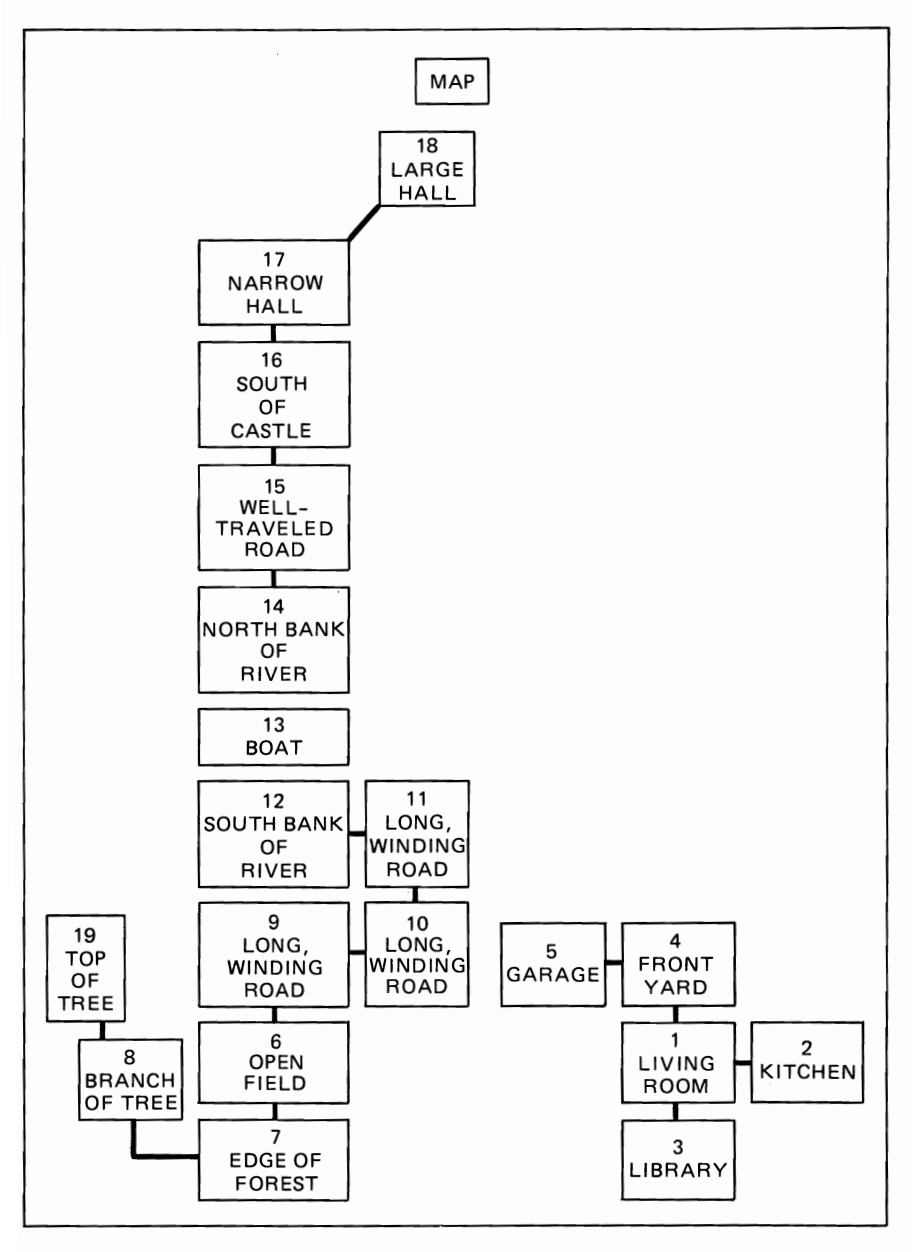 MAP
18
LARGE
HALL
17
NARROW
HALL
16
SOUTH
OF
CASTLE
15
WELL-
TRAVELED
ROAD
14
NORTH BANK
OF
RIVER
13
BOAT
12
SOUTH BANK
OF
RIVER
11
LONG,
WINDING
ROAD
9
LONG,
WINDING
ROAD
10
LONG,
WINDING
ROAD
19
TOP
OF
TREE
8
BRANCH
OF TREE
6
OPEN
FIELD
7
EDGE OF
FOREST
5
GARAGE
4
FRONT
YARD
1
LIVING
ROOM
2
KITCHEN
3
LIBRARY